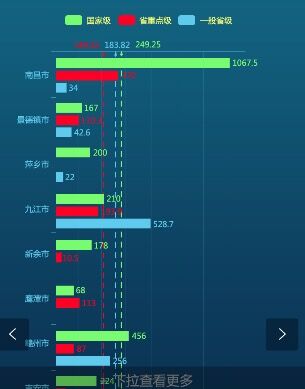 国家级 省重点级 一般省级
183.82 249.25
1067.5
南昌市
34
167
景德镇市
42.6
200
萍乡市
22
210
九江市
528.7
178
新余市
10.5
68
鹰潭市
113
456
赣州市
87
256
224
下拉查看更多